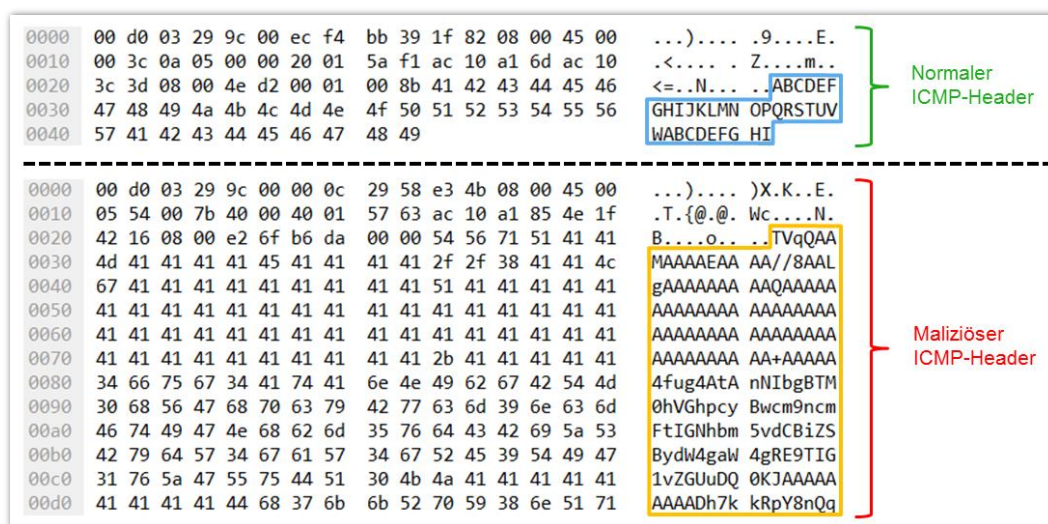 0000 00 d0 03 29 9c 00 ec f4 bb 39 1f 82 08 00 45 00 ...).... .9....E.
0010 00 3c 0a 05 00 00 20 01 5a f1 ac 10 a1 6d ac 10 .<.... . Z....m..
0020 3c 3d 08 00 4e d2 00 01 00 8b 41 42 43 44 45 46 <=..N... ..ABCDEF
0030 47 48 49 4a 4b 4c 4d 4e 4f 50 51 52 53 54 55 56 GHIJKLMN OPQRSTUV
0040 57 41 42 43 44 45 46 47 48 49 WABCDEFG HI
Normaler
ICMP-Header
0000 00 d0 03 29 9c 00 00 0c 29 58 e3 4b 08 00 45 00 ...).... )X.K..E.
0010 05 54 00 7b 40 00 40 01 57 63 ac 10 a1 85 4e 1f .T.{@.@. Wc....N.
0020 42 16 08 00 e2 6f b6 da 00 00 54 56 71 51 41 41 B....o.. ..TVqQAA
0030 4d 41 41 41 41 45 41 41 41 41 2f 2f 38 41 41 4c MAAAAEAA AA//8AAL
0040 67 41 41 41 41 41 41 41 41 41 51 41 41 41 41 41 gAAAAAAA AAQAAAAA
0050 41 41 41 41 41 41 41 41 41 41 41 41 41 41 41 41 AAAAAAAA AAAAAAAA
0060 41 41 41 41 41 41 41 41 41 41 41 41 41 41 41 41 AAAAAAAA AAAAAAAA
0070 41 41 41 41 41 41 41 41 41 41 2b 41 41 41 41 41 AAAAAAAA AA+AAAAA
0080 34 66 75 67 34 41 74 41 6e 4e 49 62 67 42 54 4d 4fug4AtA nNIbgBTM
0090 30 68 56 47 68 70 63 79 42 77 63 6d 39 6e 63 6d 0hVGhpcy Bwcm9ncm
00a0 46 74 49 47 4e 68 62 6d 35 76 64 43 42 69 5a 53 FtIGNhbm 5vdCBiZS
00b0 42 79 64 57 34 67 61 57 34 67 52 45 39 54 49 47 BydW4gaW 4gRE9TIG
00c0 31 76 5a 47 55 75 44 51 30 4b 4a 41 41 41 41 41 1vZGUuDQ 0KJAAAAA
00d0 41 41 41 41 44 68 37 6b 6b 52 70 59 38 6e 51 71 AAAADh7k kRpY8nQq
Maliziöser
ICMP-Header